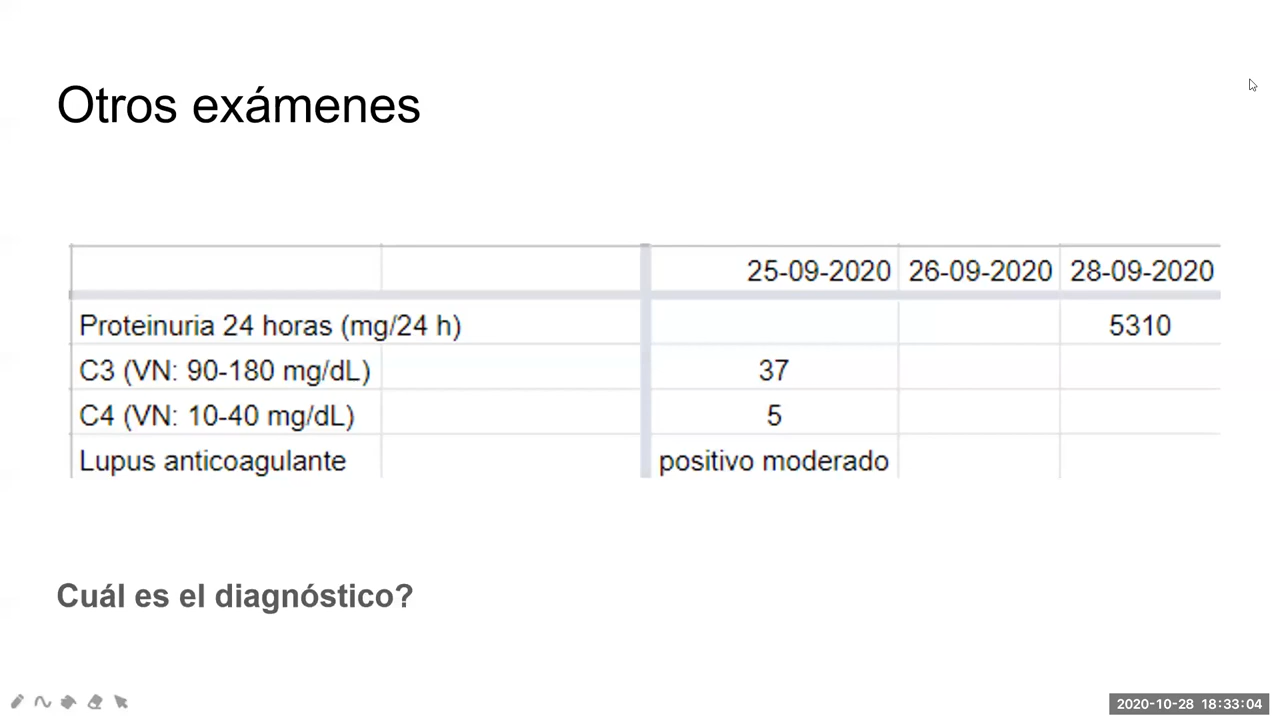 Otros exámenes
25-09-2020 26-09-2020 28-09-2020
Proteinuria 24 horas (mg/24 h) 5310
C3 (VN: 90-180 mg/dL) 37
C4 (VN: 10-40 mg/dL) 5
Lupus anticoagulante positivo moderado
Cuál es el diagnóstico?
2020-10-28 18:33:04